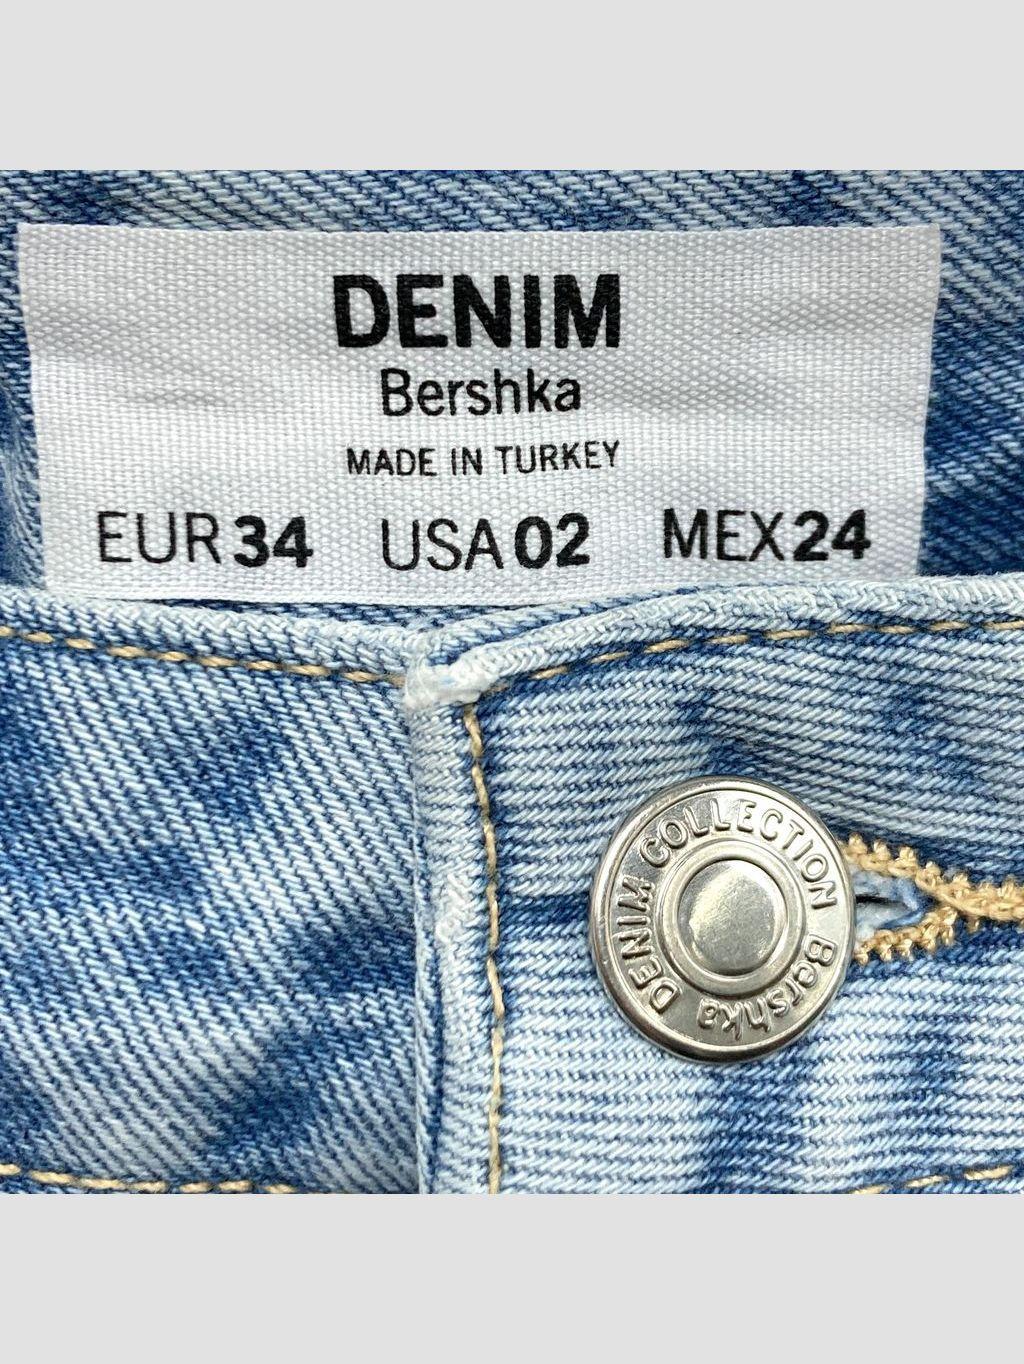 DENIM
Bershka
MADE IN TURKEY
EUR 34 USA 02 MEX 24
DENIM COLLECTION Bershka